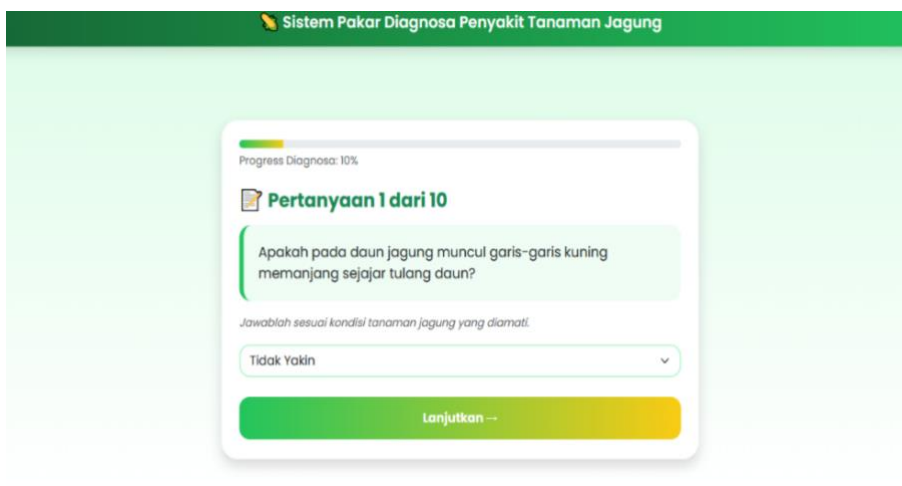 Sistem Pakar Diagnosa Penyakit Tanaman Jagung
Progress Diagnosa: 10%
Pertanyaan 1 dari 10
Apakah pada daun jagung muncul garis-garis kuning
memanjang sejajar tulang daun?
Jawablah sesuai kondisi tanaman jagung yang diamati.
Tidak Yakin
Lanjutkan →